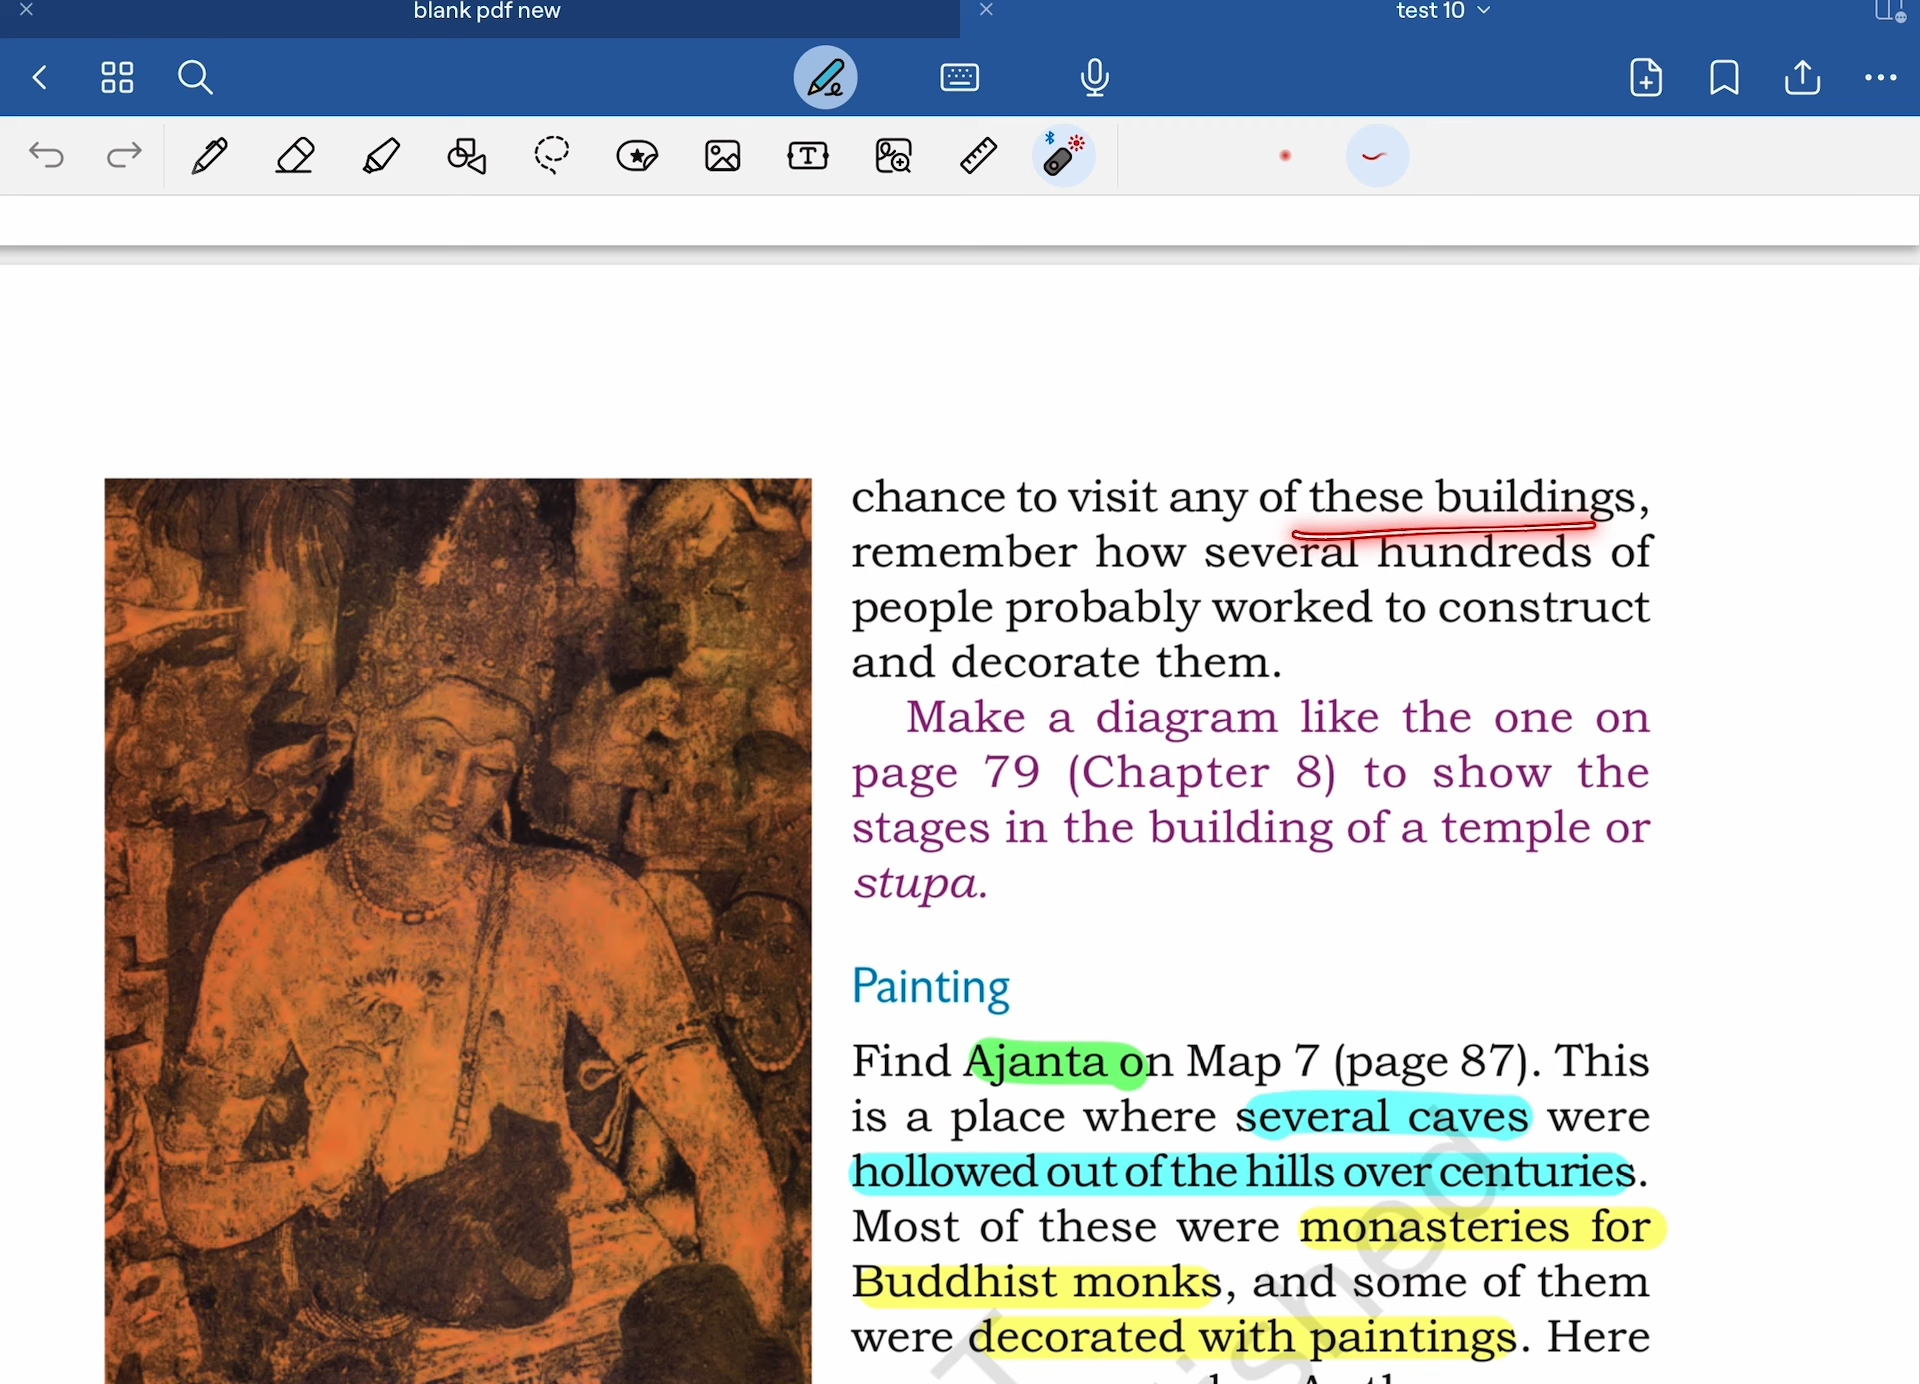 blank pdf new
test 10
chance to visit any of these buildings,
remember how several hundreds of
people probably worked to construct
and decorate them.
Make a diagram like the one on
page 79 (Chapter 8) to show the
stages in the building of a temple or
stupa.
Painting
Find Ajanta on Map 7 (page 87). This
is a place where several caves were
hollowed out of the hills over centuries.
Most of these were monasteries for
Buddhist monks, and some of them
were decorated with paintings. Here